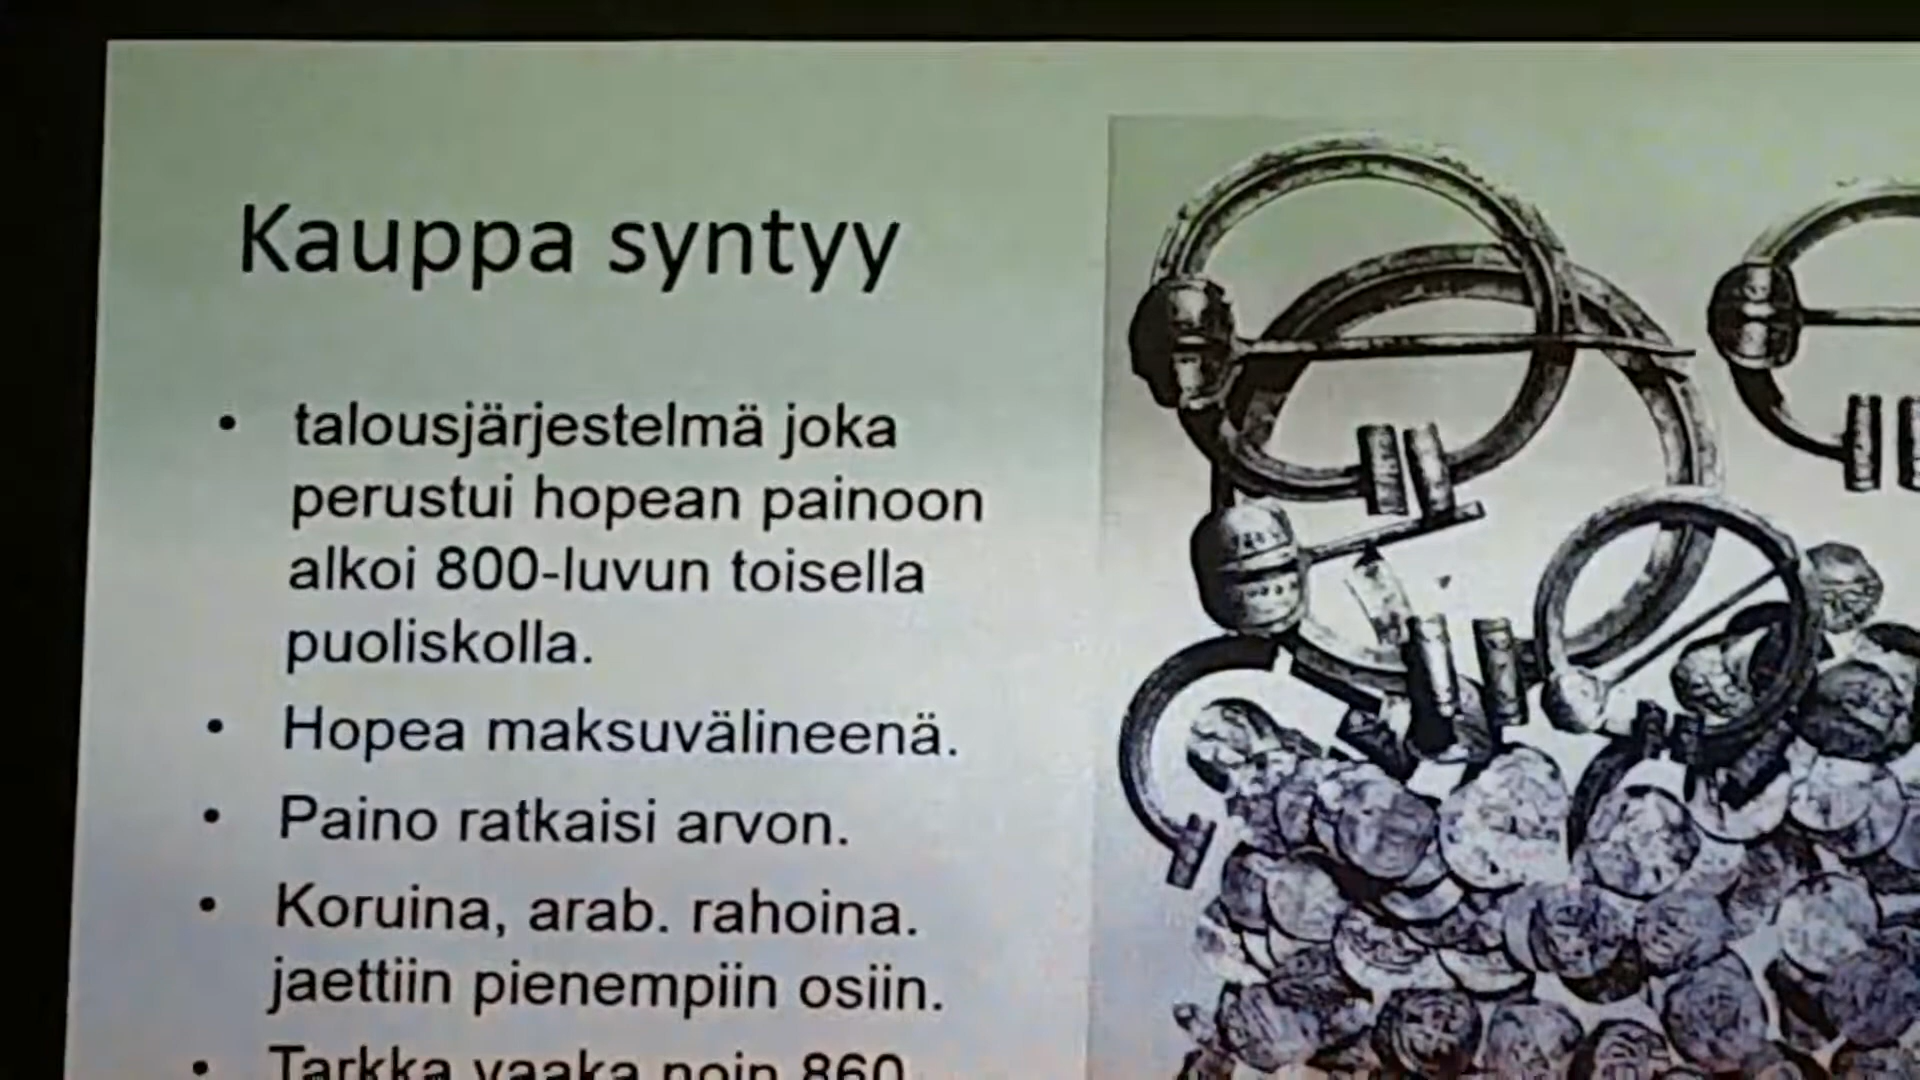 Kauppa syntyy
• talousjärjestelmä joka
perustui hopean painoon
alkoi 800-luvun toisella
puoliskolla.
• Hopea maksuvälineenä.
• Paino ratkaisi arvon.
• Koruina, arab. rahoina.
jaettiin pienempiin osiin.
• Tarkka vaaka noin 860